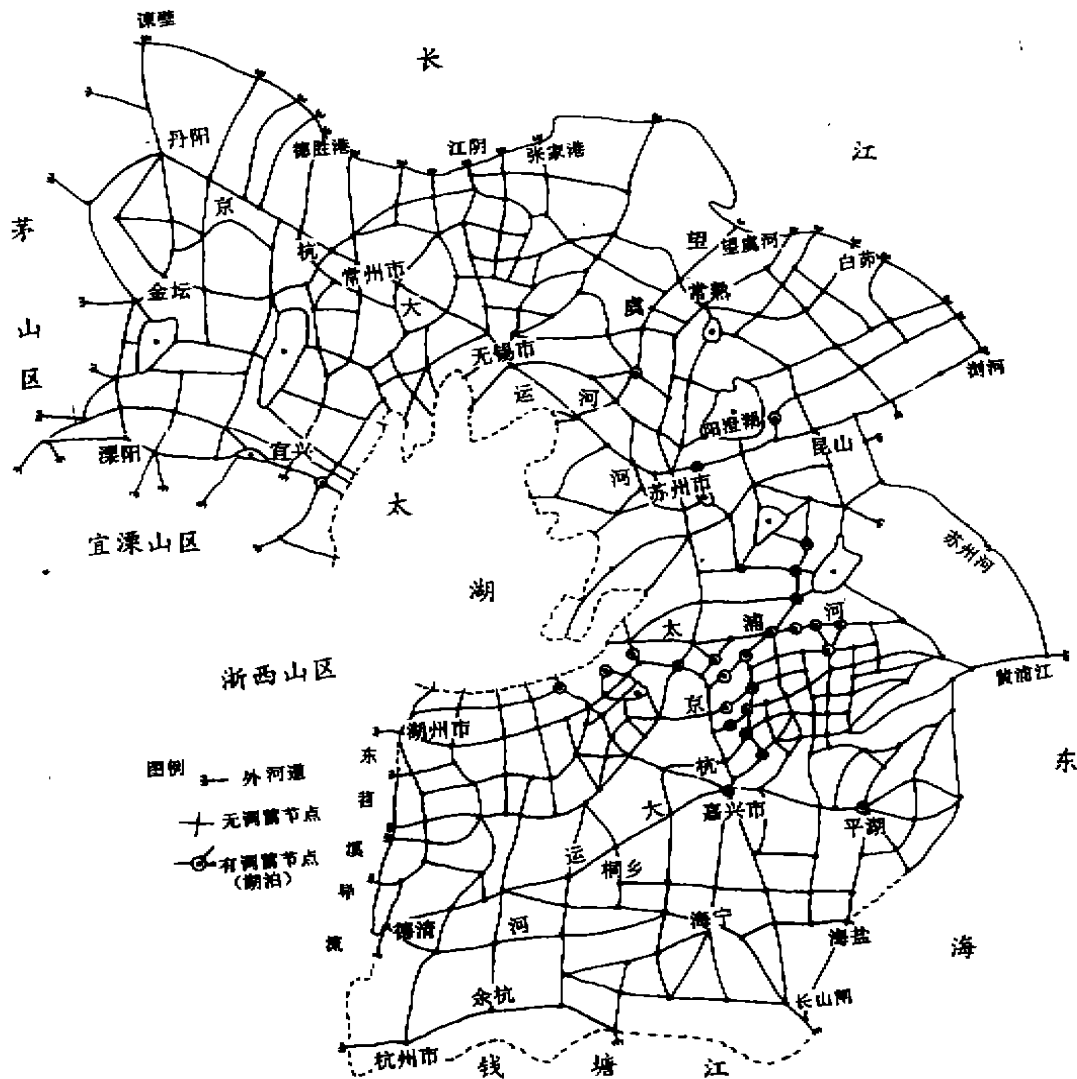 谏壁
长
丹阳
德胜港
江阴
张家港
江
茅
京
望
望虞河
白茆
杭
常州市
金坛
大
虞
常熟
山
区
无锡市
浏河
运
河
阳澄湖
溧阳
宜兴
河
苏州市
昆山
太
宜溧山区
苏州河
湖
太
浦
河
浙西山区
黄浦江
京
湖州市
东
杭
东
图例
外河道
苕
大
嘉兴市
平湖
无调蓄节点
溪
运
桐乡
有调蓄节点
(湖泊)
德清
河
海宁
海盐
海
余杭
长山闸
杭州市
钱
塘
江